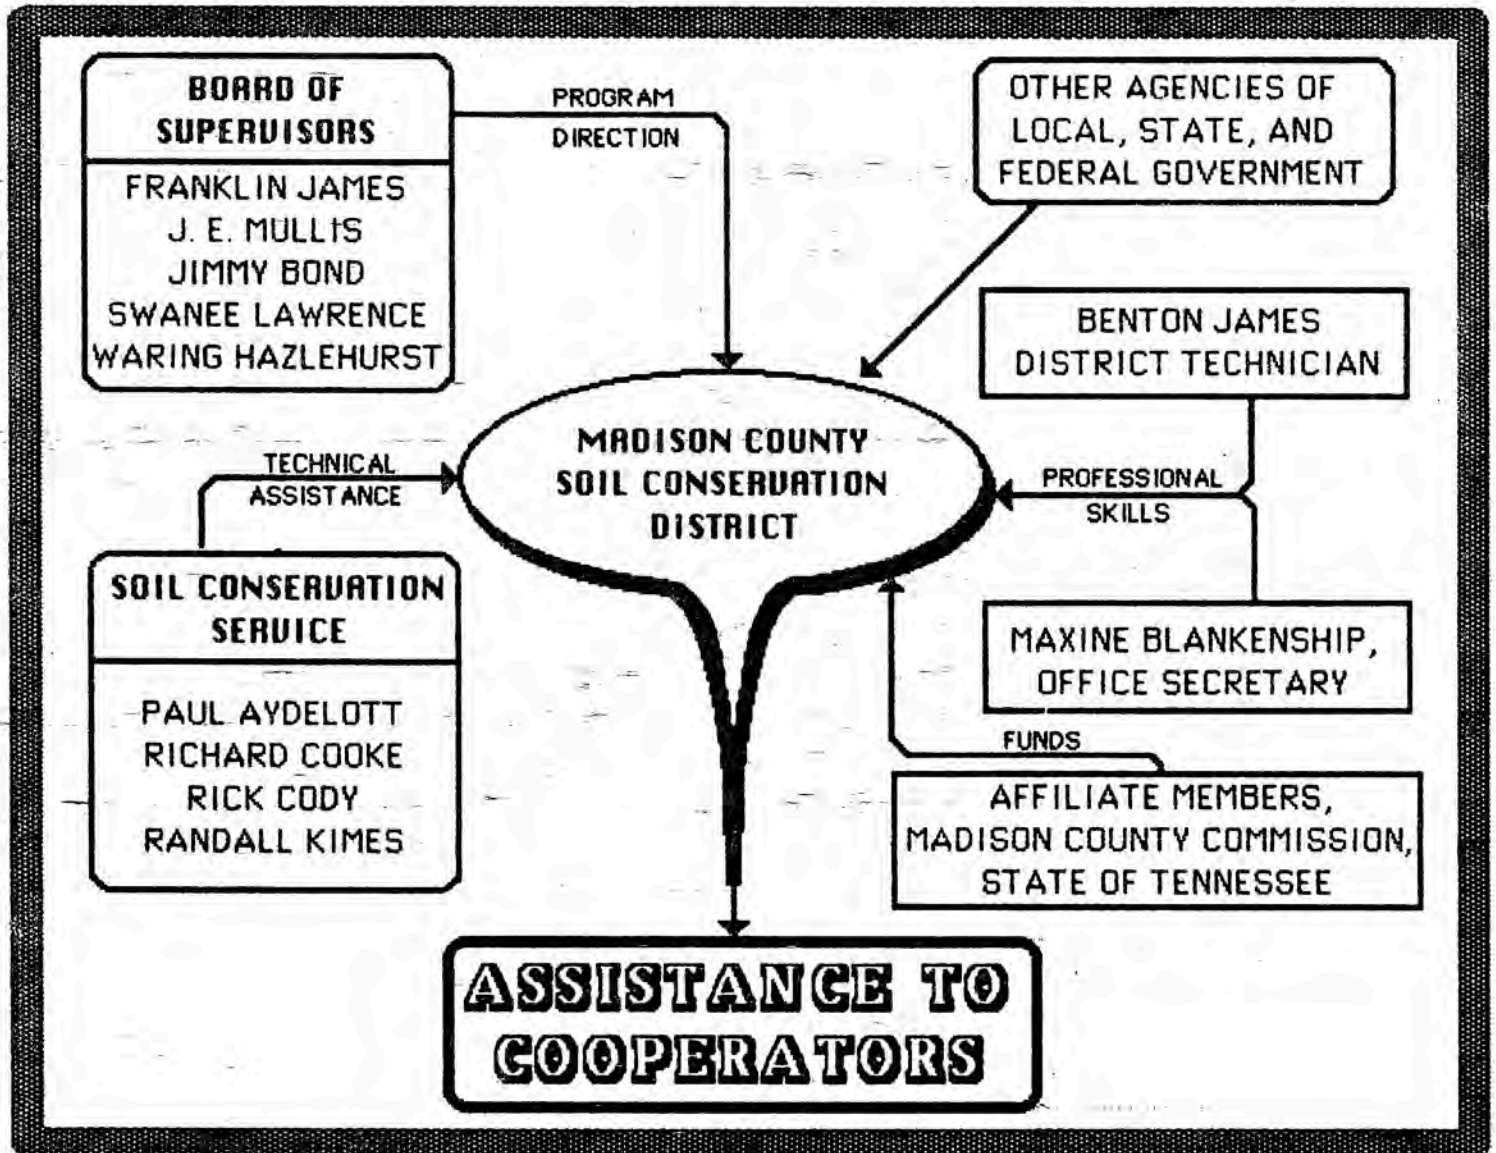 BOARD OF
SUPERVISORS
FRANKLIN JAMES
J. E. MULLIS
JIMMY BOND
SWANEE LAWRENCE
WARING HAZLEHURST
PROGRAM
DIRECTION
OTHER AGENCIES OF
LOCAL, STATE, AND
FEDERAL GOVERNMENT
BENTON JAMES
DISTRICT TECHNICIAN
MADISON COUNTY
SOIL CONSERVATION
DISTRICT
TECHNICAL
ASSISTANCE
PROFESSIONAL
SKILLS
SOIL CONSERVATION
SERVICE
PAUL AYDELOTT
RICHARD COOKE
RICK CODY
RANDALL KIMES
MAXINE BLANKENSHIP,
OFFICE SECRETARY
FUNDS
AFFILIATE MEMBERS,
MADISON COUNTY COMMISSION,
STATE OF TENNESSEE
ASSISTANCE TO
COOPERATORS